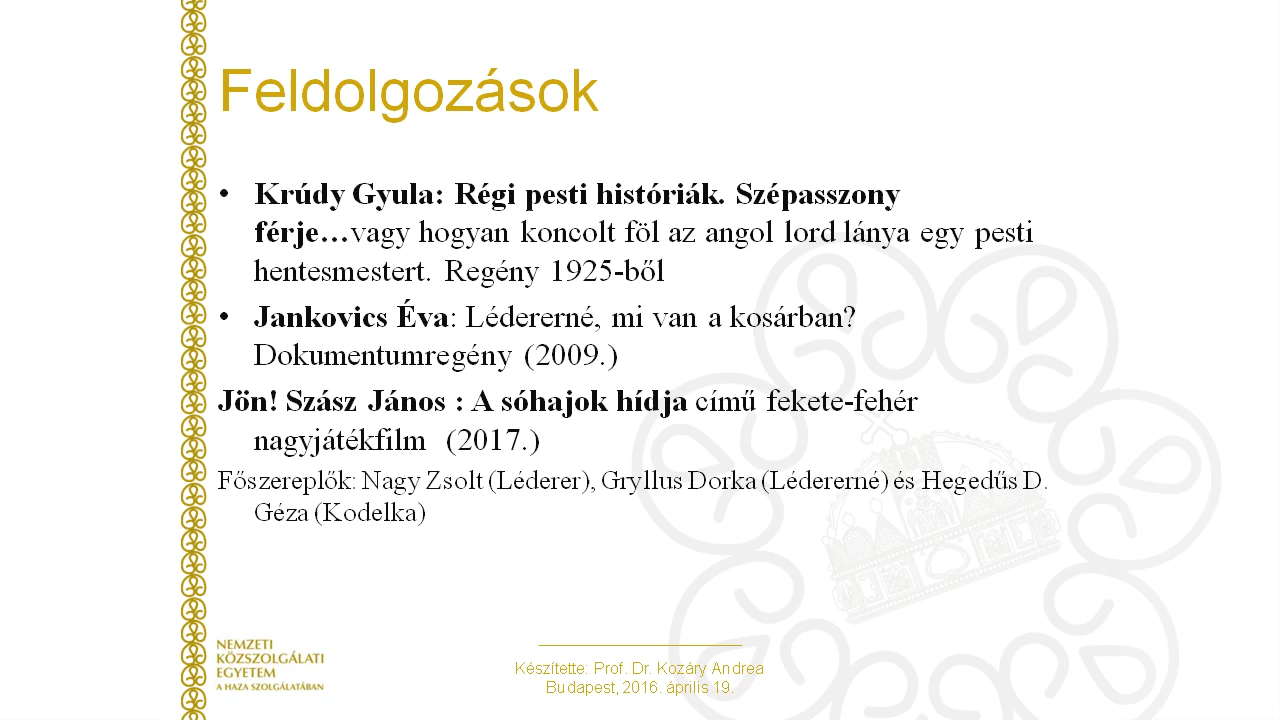 Feldolgozások
• Krúdy Gyula: Régi pesti históriák. Szépasszony
férje…vagy hogyan koncolt föl az angol lord lánya egy pesti
hentesmestert. Regény 1925-ből
• Jankovics Éva: Lédererné, mi van a kosárban?
Dokumentumregény (2009.)
Jön! Szász János : A sóhajok hídja című fekete-fehér
nagyjátékfilm (2017.)
Főszereplők: Nagy Zsolt (Léderer), Gryllus Dorka (Lédererné) és Hegedűs D.
Géza (Kodelka)
NEMZETI
KÖZSZOLGÁLATI
EGYETEM
A HAZA SZOLGÁLATÁBAN
Készítette: Prof. Dr. Kozáry Andrea
Budapest, 2016. április 19.